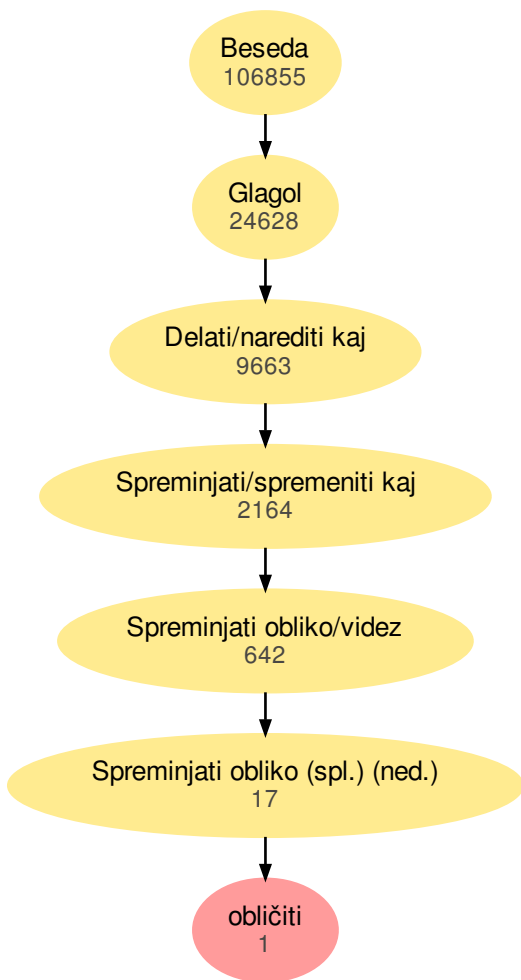 Beseda
106855
Glagol
24628
Delati/narediti kaj
9663
Spreminjati/spremeniti kaj
2164
Spreminjati obliko/videz
642
Spreminjati obliko (spl.) (ned.)
17
obličiti
1